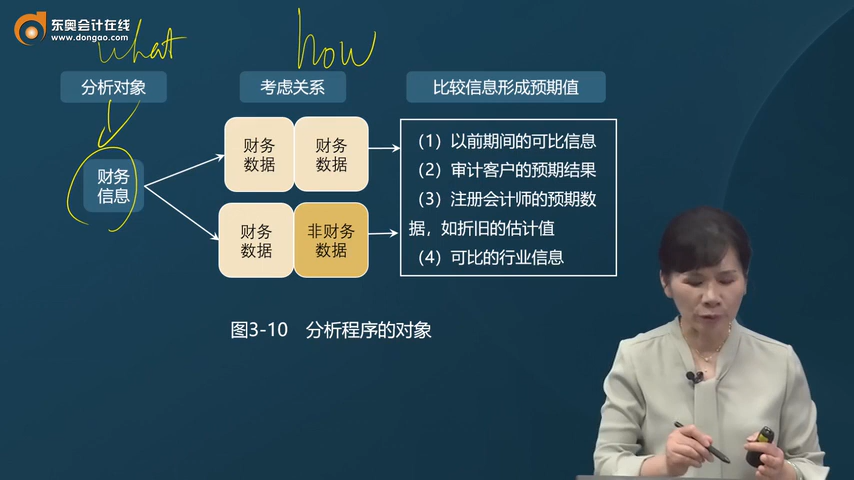 东奥会计在线
www.dongao.com
what
how
分析对象
考虑关系
比较信息形成预期值
财务
信息
财务
数据
财务
数据
财务
数据
非财务
数据
（1）以前期间的可比信息
（2）审计客户的预期结果
（3）注册会计师的预期数
据，如折旧的估计值
（4）可比的行业信息
图3-10 分析程序的对象